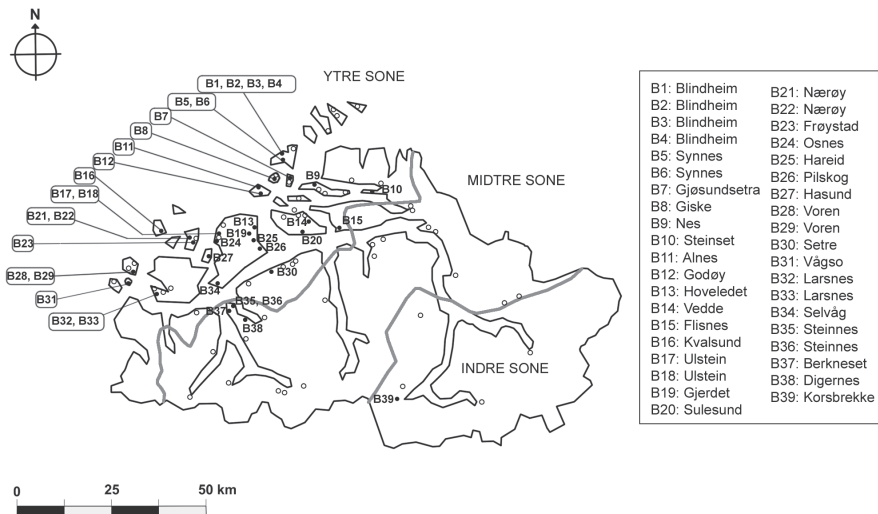 N
YTRE SONE
B1, B2, B3, B4
B5, B6
B7
B8
B11
B12
B16
B17, B18
B21, B22
B23
B28, B29
B31
B32, B33
B9
B10
MIDTRE SONE
B13
B14
B15
B19
B20
B24
B25
B26
B27
B30
B34
B35, B36
B37
B38
INDRE SONE
B39
0 25 50 km
B1: Blindheim
B2: Blindheim
B3: Blindheim
B4: Blindheim
B5: Synnes
B6: Synnes
B7: Gjøsundsetra
B8: Giske
B9: Nes
B10: Steinset
B11: Alnes
B12: Godøy
B13: Hoveledet
B14: Vedde
B15: Flisnes
B16: Kvalsund
B17: Ulstein
B18: Ulstein
B19: Gjerdet
B20: Sulesund
B21: Nærøy
B22: Nærøy
B23: Frøystad
B24: Osnes
B25: Hareid
B26: Pilskog
B27: Hasund
B28: Voren
B29: Voren
B30: Setre
B31: Vågso
B32: Larsnes
B33: Larsnes
B34: Selvåg
B35: Steinnes
B36: Steinnes
B37: Berkneset
B38: Digernes
B39: Korsbrekke